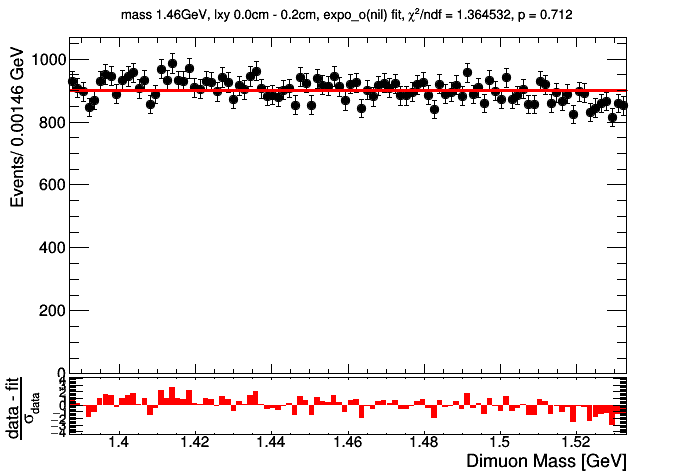 mass 1.46GeV, lxy 0.0cm - 0.2cm, expo_o(nil) fit, χ²/ndf = 1.364532, p = 0.712
Events/ 0.00146 GeV
1000
800
600
400
200
0
data - fit
σdata
1.4 1.42 1.44 1.46 1.48 1.5 1.52
Dimuon Mass [GeV]